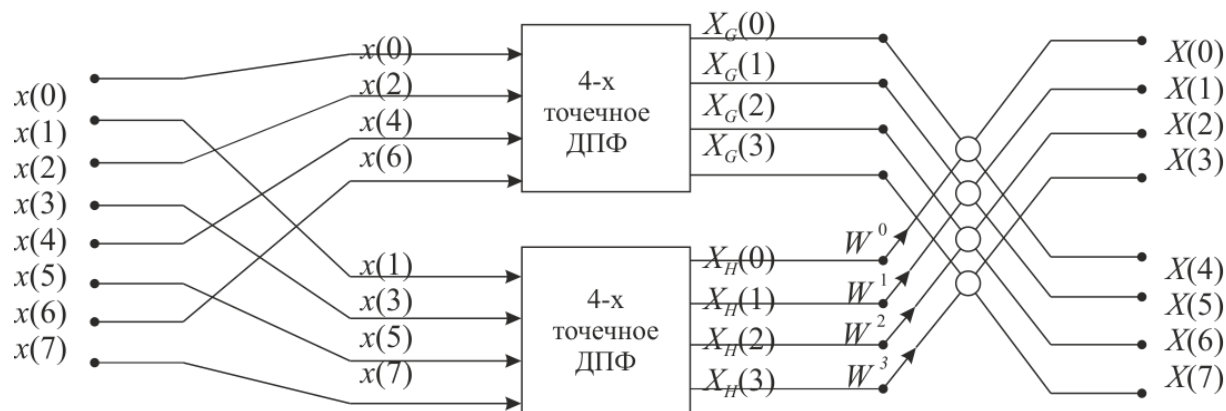 x(0)
x(1)
x(2)
x(3)
x(4)
x(5)
x(6)
x(7)
x(0)
x(2)
x(4)
x(6)
x(1)
x(3)
x(5)
x(7)
4-х
точечное
ДПФ
4-х
точечное
ДПФ
X_G(0)
X_G(1)
X_G(2)
X_G(3)
X_H(0)
X_H(1)
X_H(2)
X_H(3)
W^0
W^1
W^2
W^3
X(0)
X(1)
X(2)
X(3)
X(4)
X(5)
X(6)
X(7)